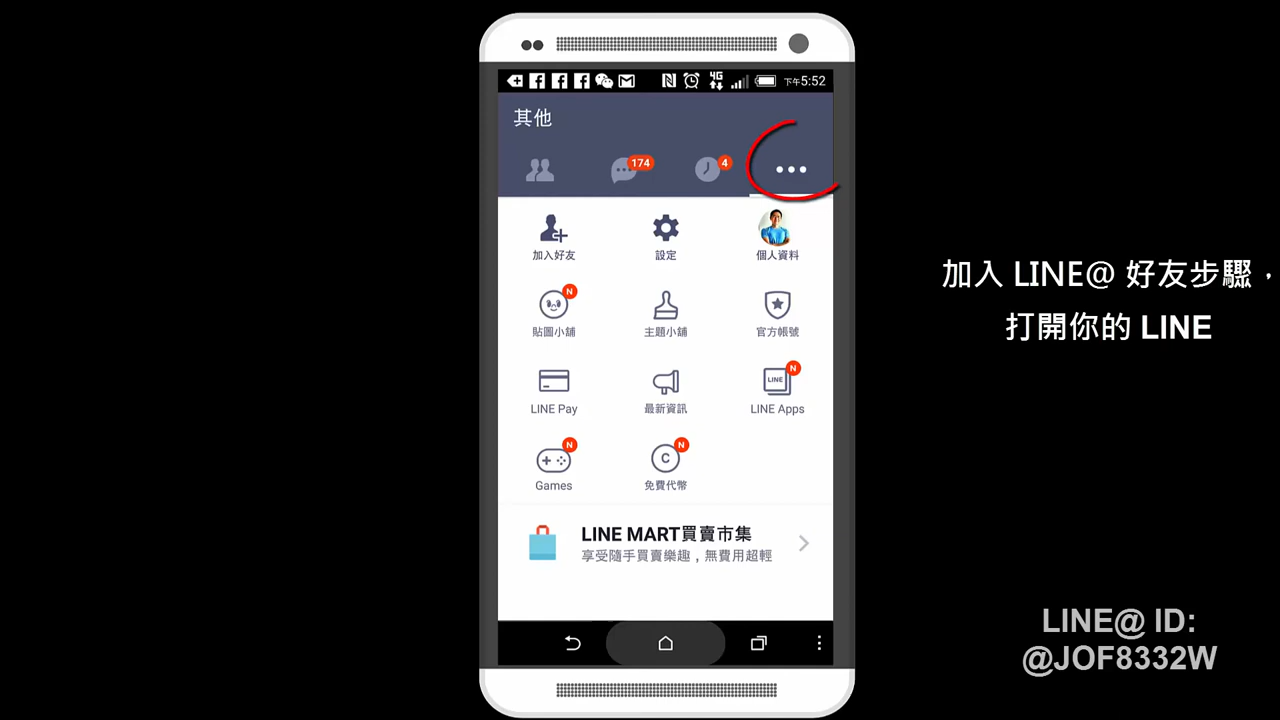 下午5:52
其他
174
4
加入好友
設定
個人資料
N
貼圖小舖
主題小舖
官方帳號
LINE
N
LINE Pay
最新資訊
LINE Apps
N
C
N
Games
免費代幣
LINE MART買賣市集
享受隨手買賣樂趣，無費用超輕
加入 LINE@ 好友步驟，
打開你的 LINE
LINE@ ID:
@JOF8332W